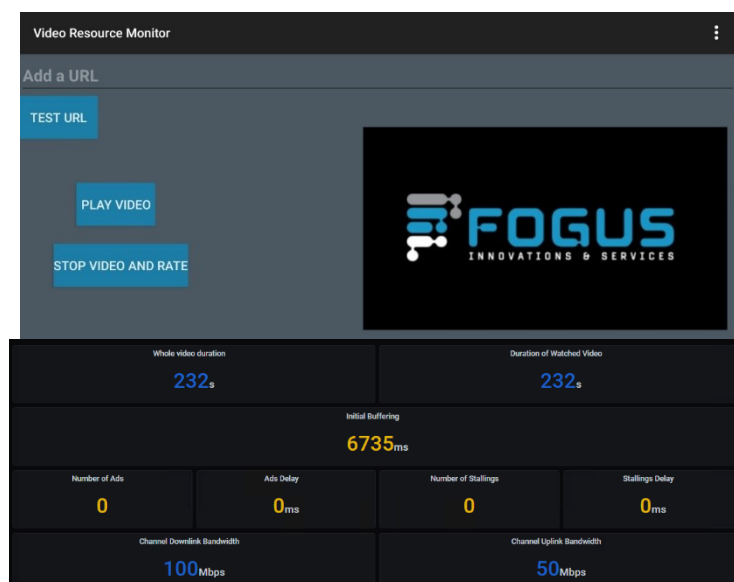 Video Resource Monitor
Add a URL
TEST URL
PLAY VIDEO
STOP VIDEO AND RATE
FOGUS
INNOVATIONS & SERVICES
Whole video duration
232s
Duration of Watched Video
232s
Initial Buffering
6735ms
Number of Ads
0
Ads Delay
0ms
Number of Stallings
0
Stallings Delay
0ms
Channel Downlink Bandwidth
100Mbps
Channel Uplink Bandwidth
50Mbps